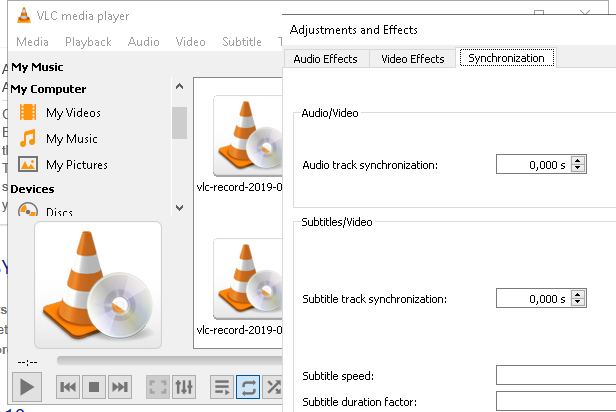 VLC media player
Media Playback Audio Video Subtitle
My Music
My Computer
My Videos
My Music
My Pictures
Devices
Discs
vlc-record-2019-0
vlc-record-2019-0
--:--
Adjustments and Effects
Audio Effects Video Effects Synchronization
Audio/Video
Audio track synchronization: 0,000 s
Subtitles/Video
Subtitle track synchronization: 0,000 s
Subtitle speed:
Subtitle duration factor: